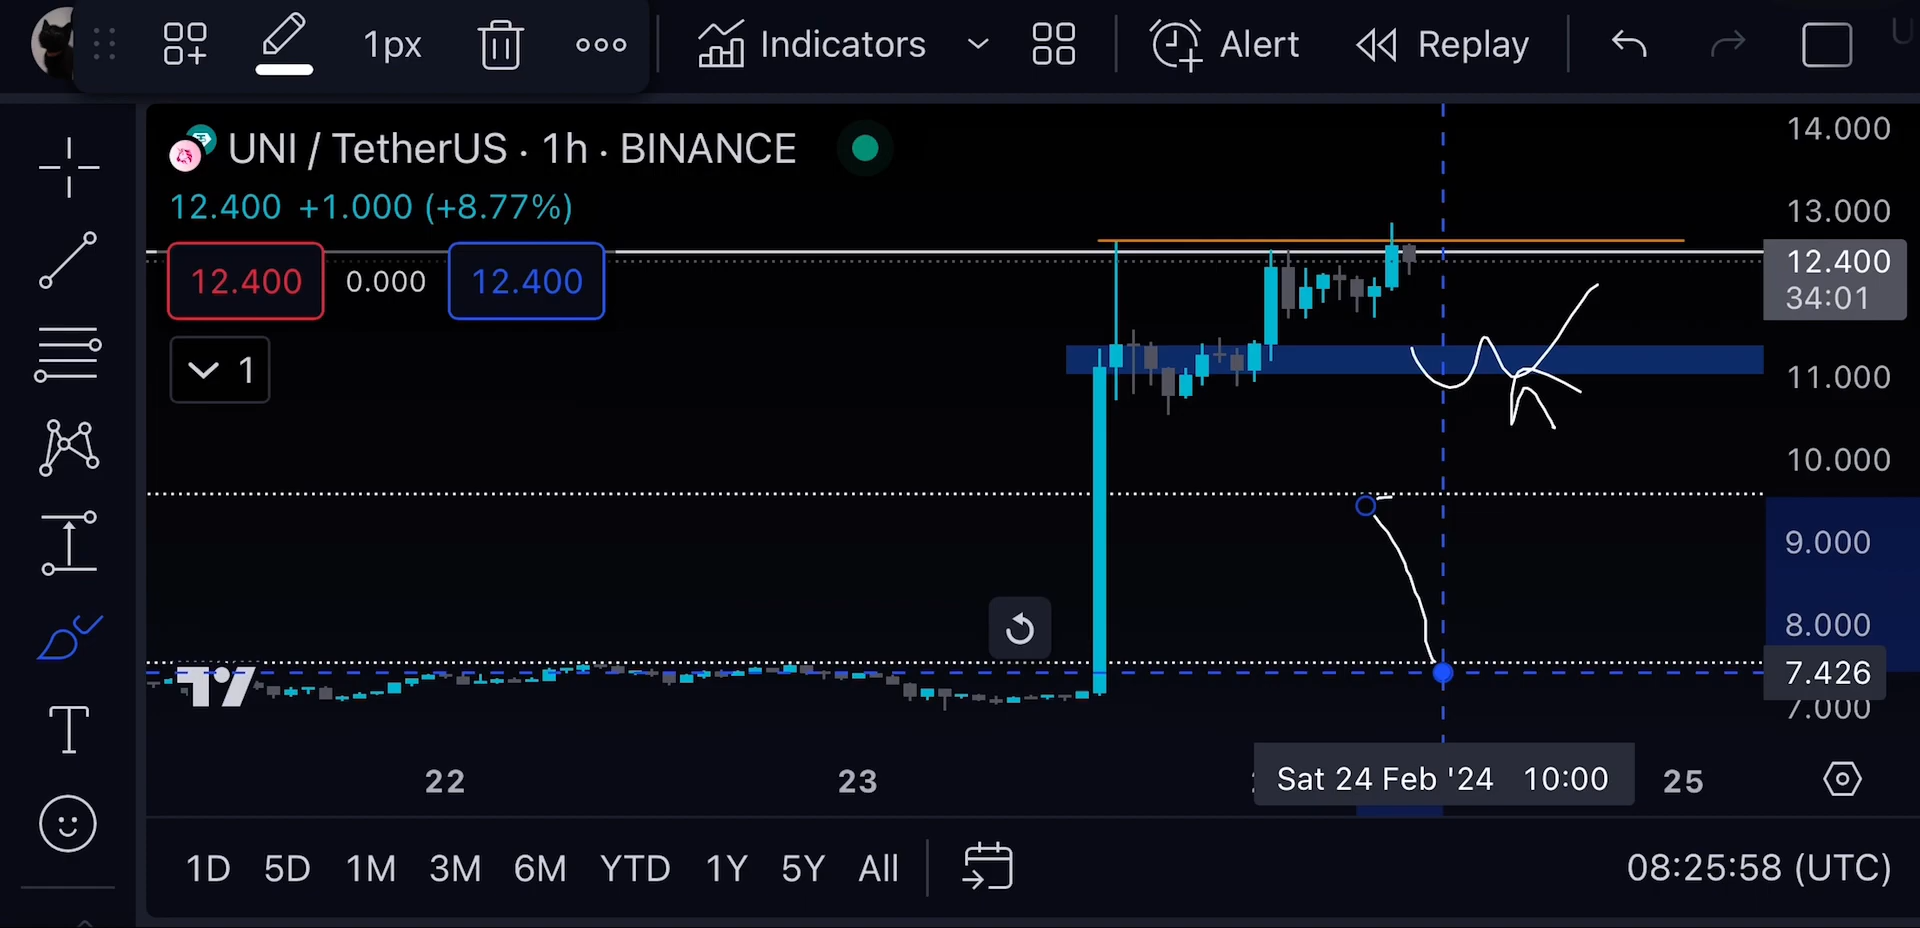 1px
Indicators
Alert
Replay
U
UNI / TetherUS · 1h · BINANCE
12.400 +1.000 (+8.77%)
12.400 0.000 12.400
1
14.000
13.000
12.400
34:01
11.000
10.000
9.000
8.000
7.426
7.000
22 23 Sat 24 Feb '24 10:00 25
1D 5D 1M 3M 6M YTD 1Y 5Y All
08:25:58 (UTC)